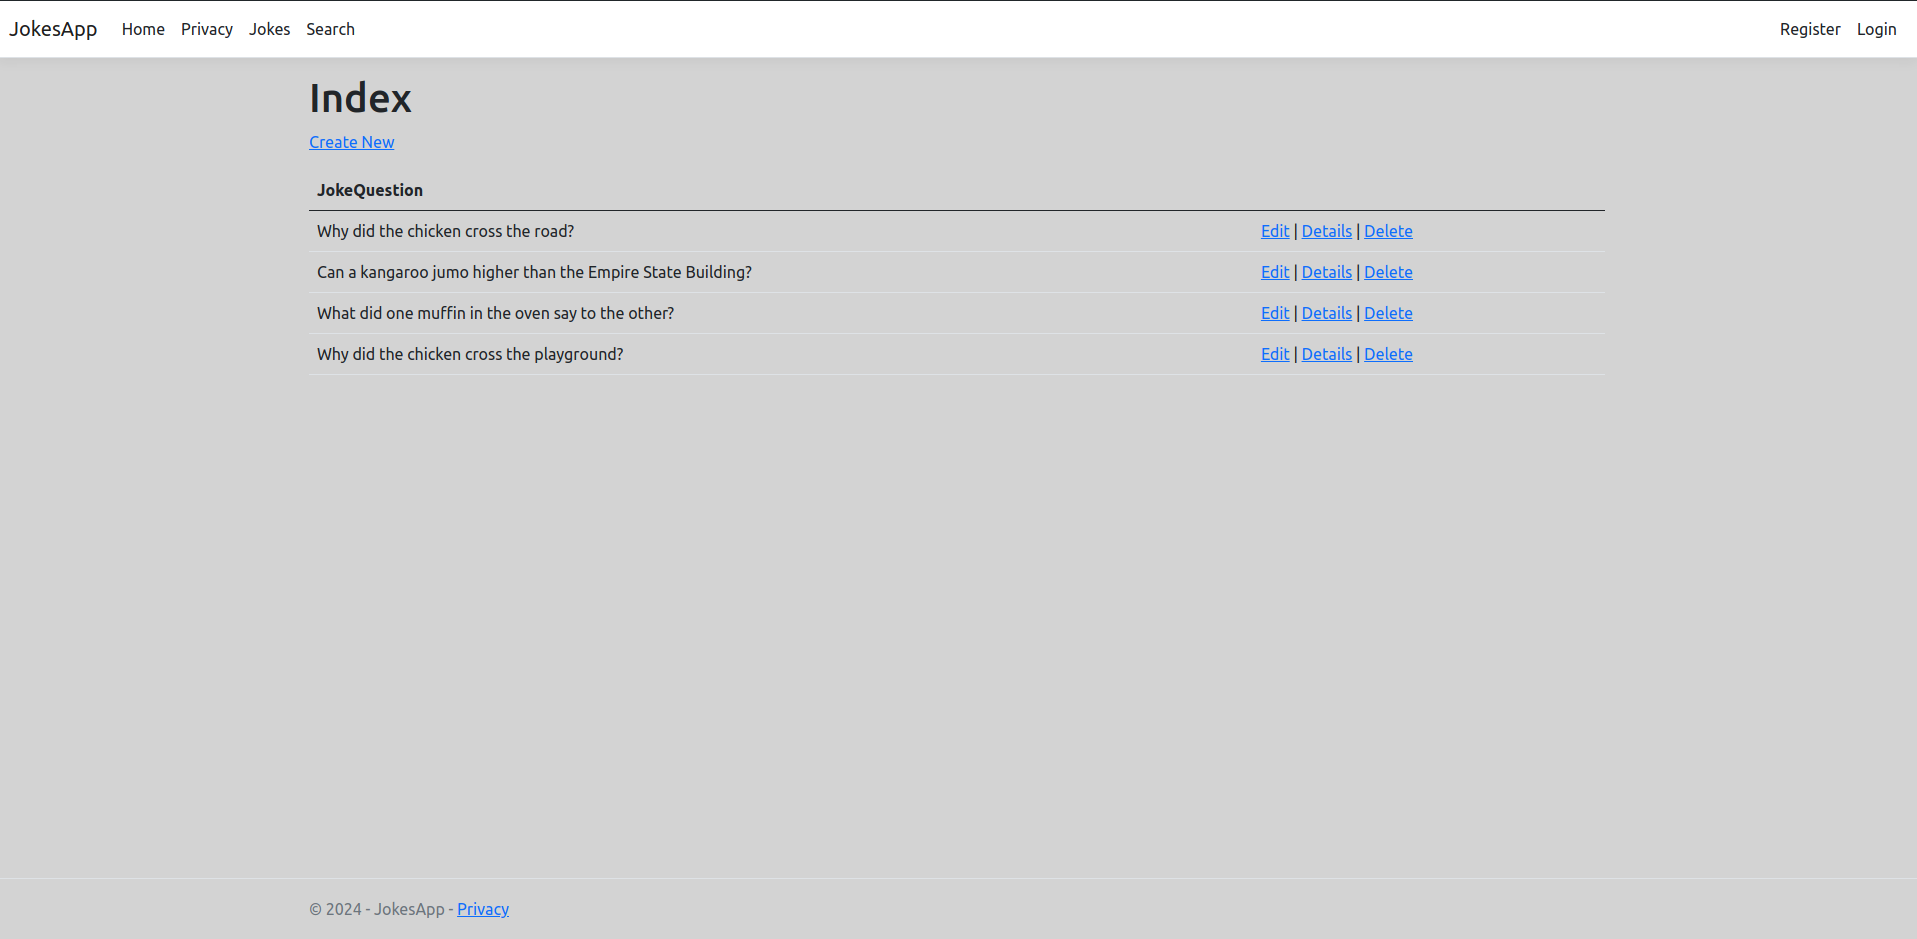 JokesApp Home Privacy Jokes Search Register Login
Index
Create New
JokeQuestion
Why did the chicken cross the road? Edit | Details | Delete
Can a kangaroo jumo higher than the Empire State Building? Edit | Details | Delete
What did one muffin in the oven say to the other? Edit | Details | Delete
Why did the chicken cross the playground? Edit | Details | Delete
© 2024 - JokesApp - Privacy